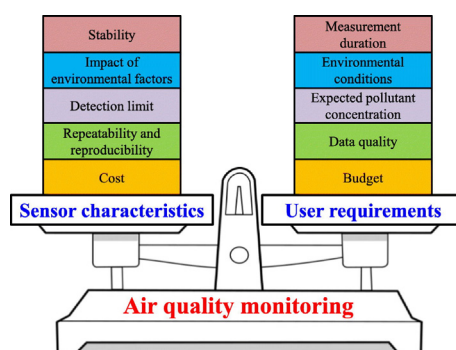 Stability
Impact of
environmental factors
Detection limit
Repeatability and
reproducibility
Cost
Sensor characteristics
Measurement
duration
Environmental
conditions
Expected pollutant
concentration
Data quality
Budget
User requirements
Air quality monitoring